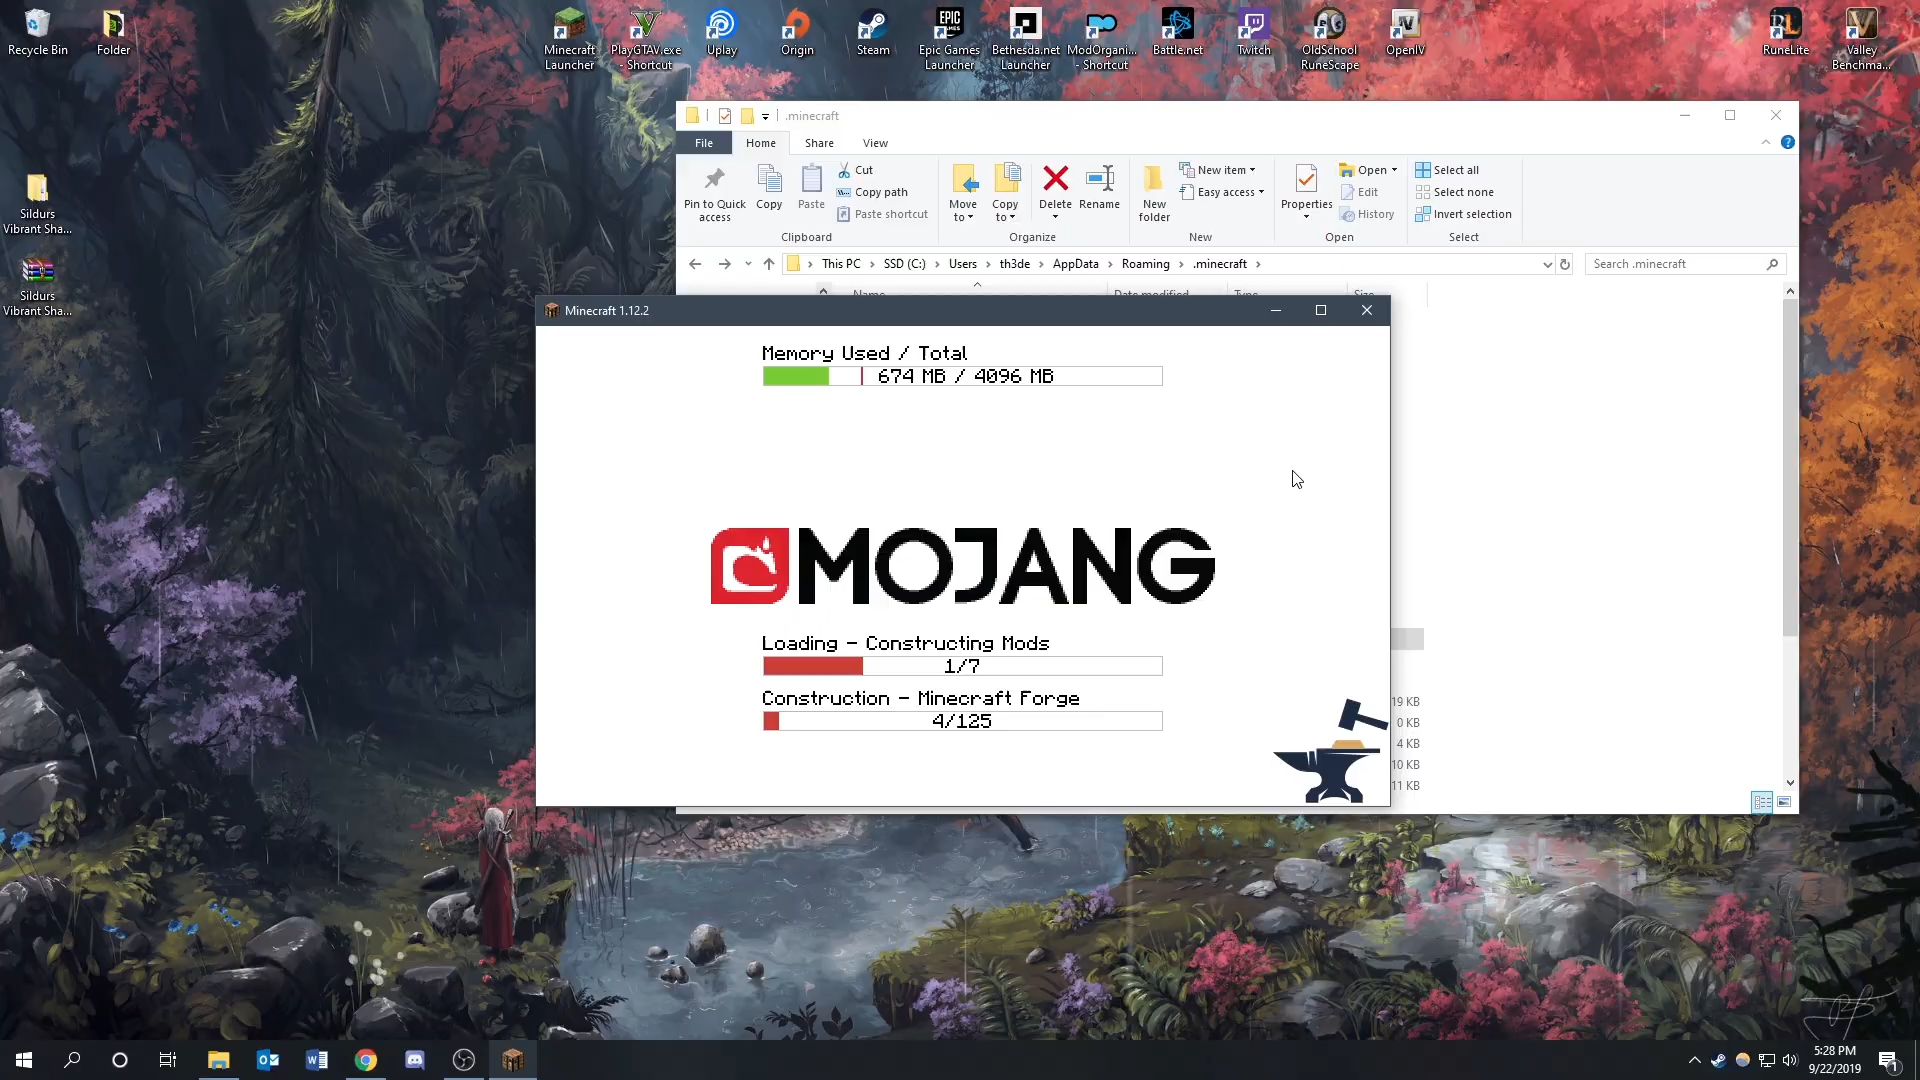 Recycle Bin
Folder
Minecraft
Launcher
PlayGTAV.exe
- Shortcut
Uplay
Origin
Steam
Epic Games
Launcher
Bethesda.net
Launcher
ModOrgani...
- Shortcut
Battle.net
Twitch
OldSchool
RuneScape
OpenIV
RuneLite
Valley
Benchma...
Sildurs
Vibrant Sha...
Sildurs
Vibrant Sha...
.minecraft
File
Home
Share
View
Pin to Quick
access
Copy
Paste
Cut
Copy path
Paste shortcut
Clipboard
Move
to
Copy
to
Delete
Rename
Organize
New
folder
New item
Easy access
New
Properties
Open
Edit
History
Open
Select all
Select none
Invert selection
Select
This PC > SSD (C:) > Users > th3de > AppData > Roaming > .minecraft >
Search .minecraft
Name
Date modified
Type
Size
Minecraft 1.12.2
Memory Used / Total
674 MB / 4096 MB
MOJANG
Loading - Constructing Mods
1/7
Construction - Minecraft Forge
4/125
19 KB
0 KB
4 KB
10 KB
11 KB
5:28 PM
9/22/2019
1